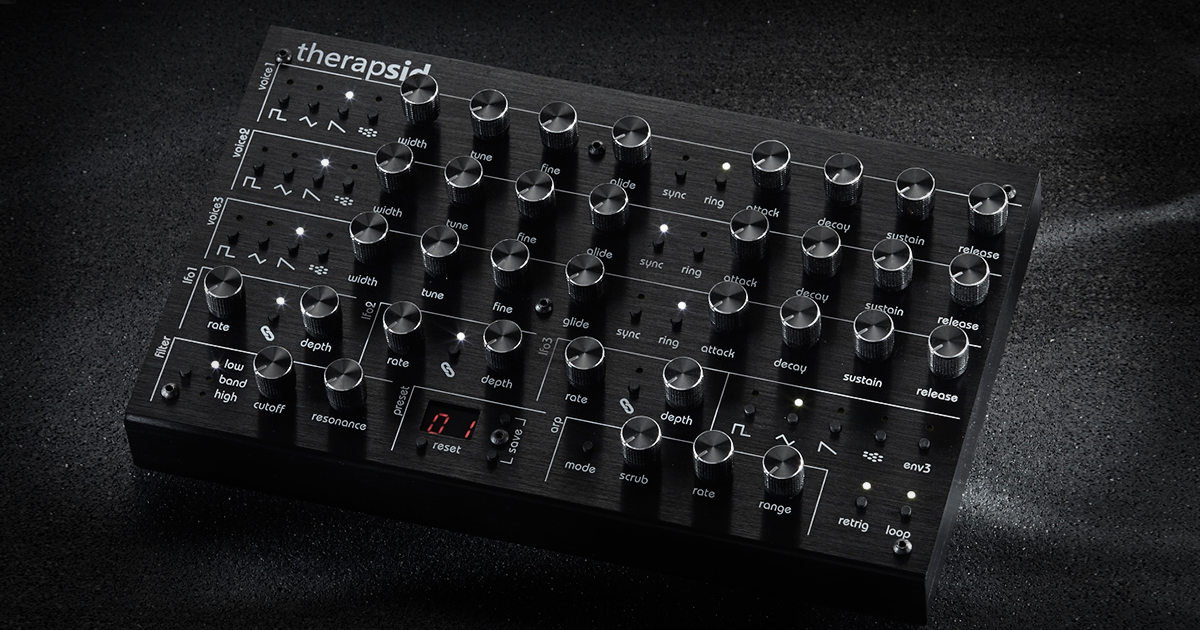 therapsid
voice1
width
tune
fine
glide
sync
ring
attack
decay
sustain
release
voice2
width
tune
fine
glide
sync
ring
attack
decay
sustain
release
voice3
width
tune
fine
glide
sync
ring
attack
decay
sustain
release
lfo1
rate
depth
lfo2
rate
depth
lfo3
rate
depth
env3
retrig
loop
filter
low
band
high
cutoff
resonance
preset
01
reset
save
arp
mode
scrub
rate
range